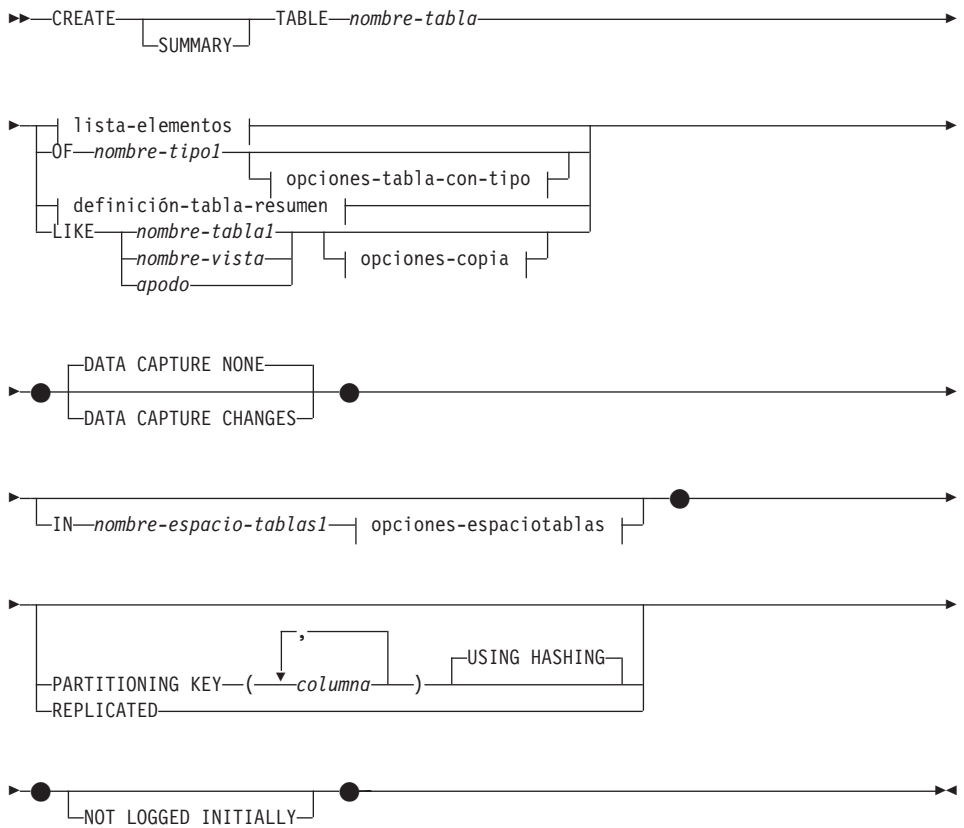 CREATE TABLE nombre-tabla
SUMMARY
lista-elementos
OF nombre-tipo1
opciones-tabla-con-tipo
definición-tabla-resumen
LIKE nombre-tabla1
nombre-vista
opciones-copia
apodo
DATA CAPTURE NONE
DATA CAPTURE CHANGES
IN nombre-espacio-tablas1 opciones-espaciotablas
,
USING HASHING
PARTITIONING KEY ( columna )
REPLICATED
NOT LOGGED INITIALLY